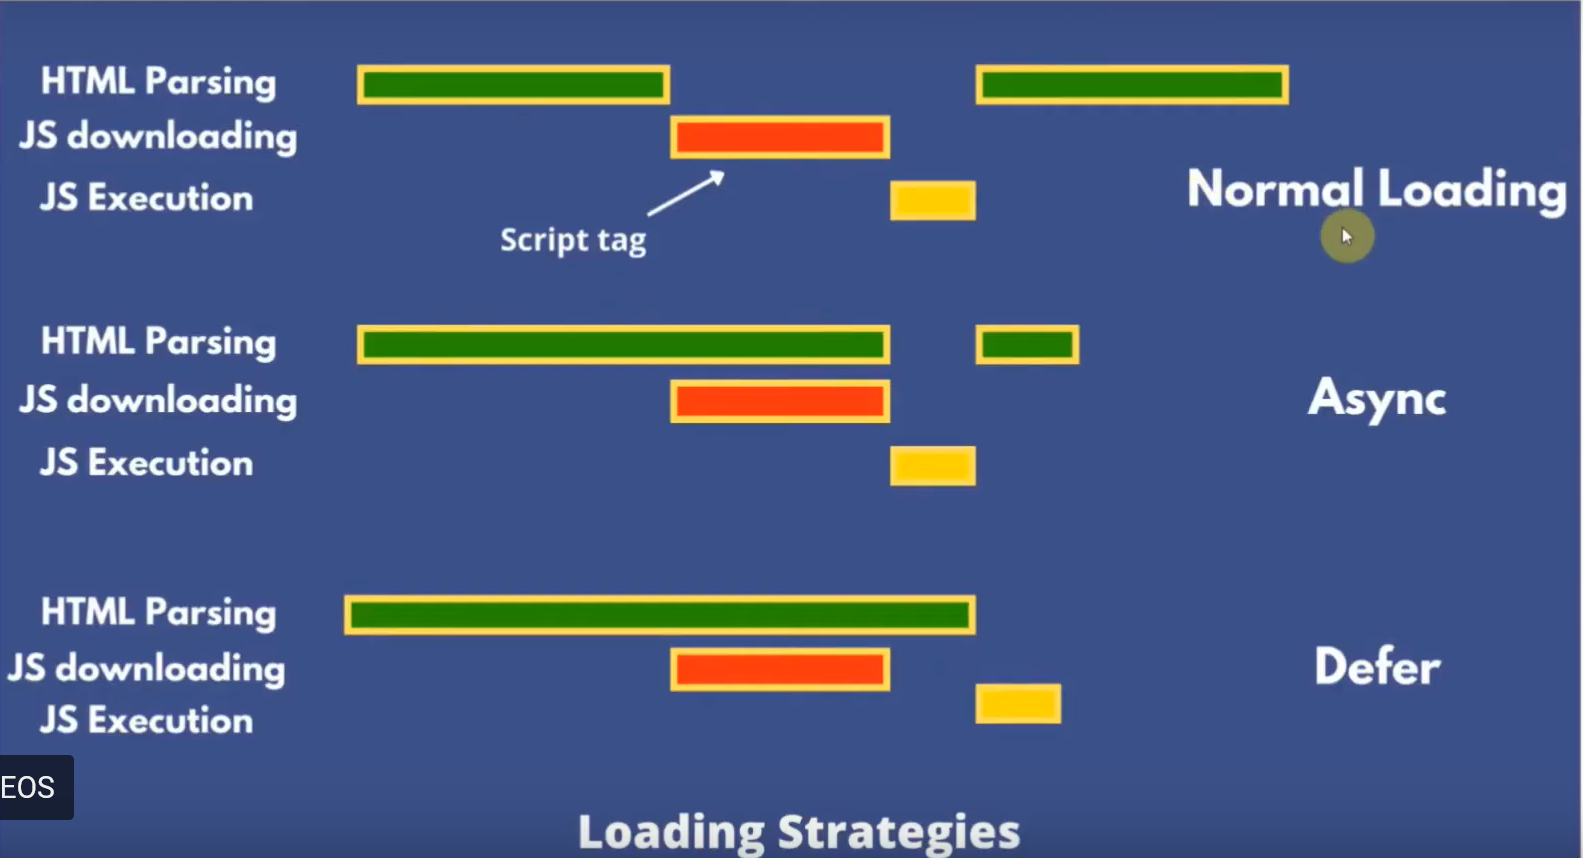 HTML Parsing
JS downloading
JS Execution
Script tag
Normal Loading
HTML Parsing
JS downloading
JS Execution
Async
HTML Parsing
JS downloading
JS Execution
Defer
EOS
Loading Strategies